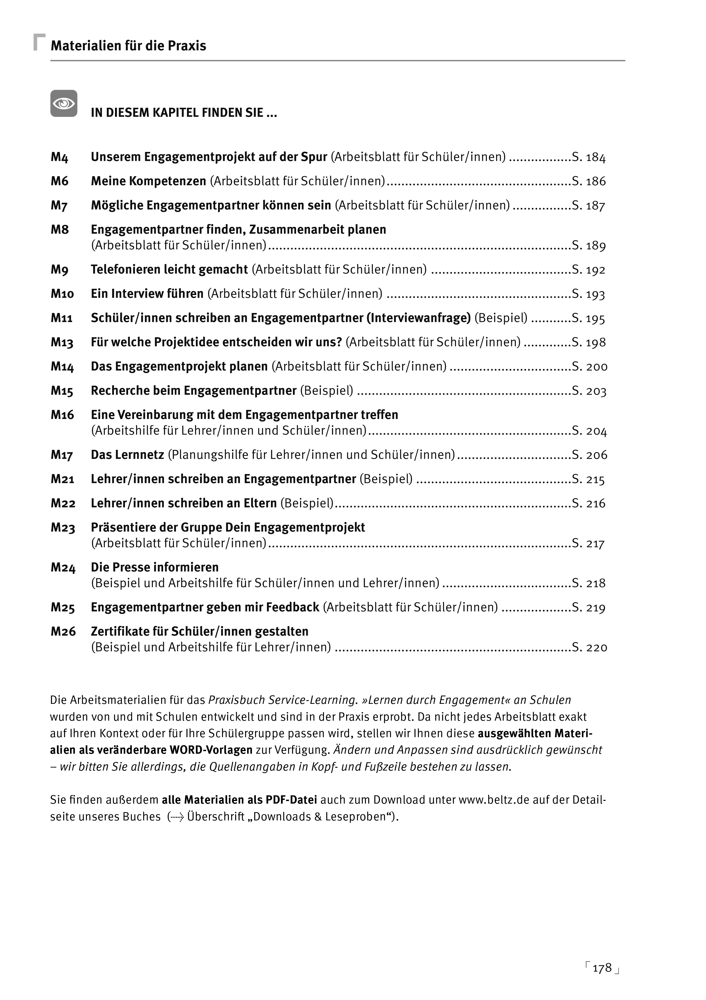 Materialien für die Praxis
IN DIESEM KAPITEL FINDEN SIE ...
M4 Unserem Engagementprojekt auf der Spur (Arbeitsblatt für Schüler/innen) .................S. 184
M6 Meine Kompetenzen (Arbeitsblatt für Schüler/innen)..................................................S. 186
M7 Mögliche Engagementpartner können sein (Arbeitsblatt für Schüler/innen) ................S. 187
M8 Engagementpartner finden, Zusammenarbeit planen
(Arbeitsblatt für Schüler/innen)..................................................................................S. 189
M9 Telefonieren leicht gemacht (Arbeitsblatt für Schüler/innen) ......................................S. 192
M10 Ein Interview führen (Arbeitsblatt für Schüler/innen) ..................................................S. 193
M11 Schüler/innen schreiben an Engagementpartner (Interviewanfrage) (Beispiel) ...........S. 195
M13 Für welche Projektidee entscheiden wir uns? (Arbeitsblatt für Schüler/innen) .............S. 198
M14 Das Engagementprojekt planen (Arbeitsblatt für Schüler/innen) .................................S. 200
M15 Recherche beim Engagementpartner (Beispiel) ..........................................................S. 203
M16 Eine Vereinbarung mit dem Engagementpartner treffen
(Arbeitshilfe für Lehrer/innen und Schüler/innen).......................................................S. 204
M17 Das Lernnetz (Planungshilfe für Lehrer/innen und Schüler/innen)...............................S. 206
M21 Lehrer/innen schreiben an Engagementpartner (Beispiel) ..........................................S. 215
M22 Lehrer/innen schreiben an Eltern (Beispiel)................................................................S. 216
M23 Präsentiere der Gruppe Dein Engagementprojekt
(Arbeitsblatt für Schüler/innen)..................................................................................S. 217
M24 Die Presse informieren
(Beispiel und Arbeitshilfe für Schüler/innen und Lehrer/innen) ...................................S. 218
M25 Engagementpartner geben mir Feedback (Arbeitsblatt für Schüler/innen) ...................S. 219
M26 Zertifikate für Schüler/innen gestalten
(Beispiel und Arbeitshilfe für Lehrer/innen) ................................................................S. 220
Die Arbeitsmaterialien für das Praxisbuch Service-Learning. »Lernen durch Engagement« an Schulen
wurden von und mit Schulen entwickelt und sind in der Praxis erprobt. Da nicht jedes Arbeitsblatt exakt
auf Ihren Kontext oder für Ihre Schülergruppe passen wird, stellen wir Ihnen diese ausgewählten Materi-
alien als veränderbare WORD-Vorlagen zur Verfügung. Ändern und Anpassen sind ausdrücklich gewünscht
– wir bitten Sie allerdings, die Quellenangaben in Kopf- und Fußzeile bestehen zu lassen.
Sie finden außerdem alle Materialien als PDF-Datei auch zum Download unter www.beltz.de auf der Detail-
seite unseres Buches (⇢ Überschrift „Downloads & Leseproben“).
「178」